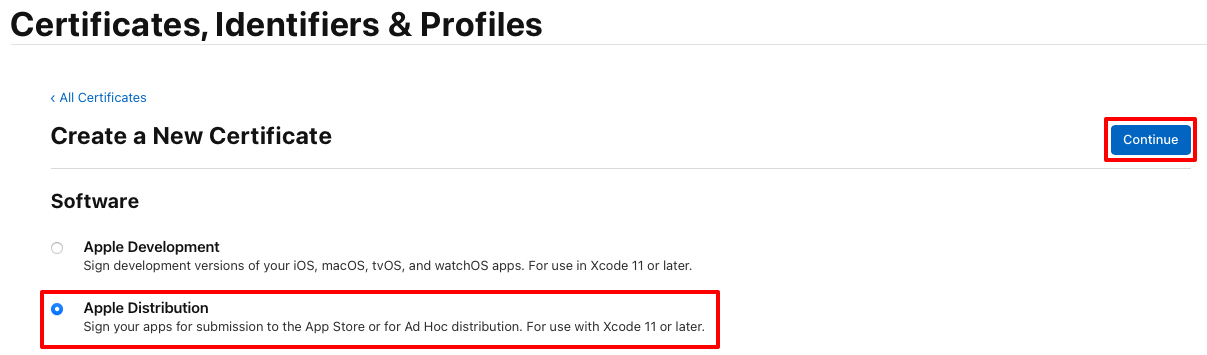 Certificates, Identifiers & Profiles
‹ All Certificates
Create a New Certificate
Continue
Software
Apple Development
Sign development versions of your iOS, macOS, tvOS, and watchOS apps. For use in Xcode 11 or later.
Apple Distribution
Sign your apps for submission to the App Store or for Ad Hoc distribution. For use with Xcode 11 or later.